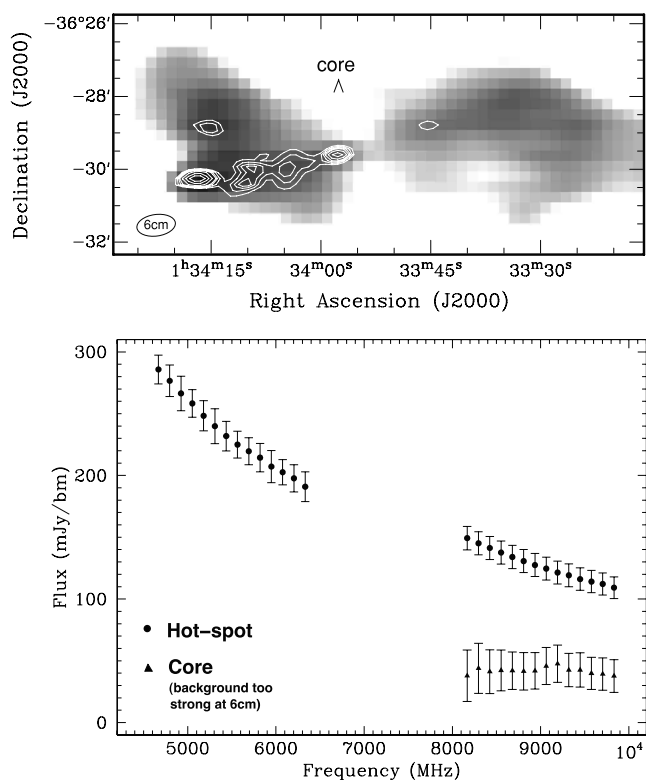 -36°26′
-28
-30
-32
Declination (J2000)
core
6cm
1ʰ34ᵐ15ˢ 34ᵐ00ˢ 33ᵐ45ˢ 33ᵐ30ˢ
Right Ascension (J2000)
300
200
100
0
Flux (mJy/bm)
Hot-spot
Core
(background too
strong at 6cm)
5000 6000 7000 8000 9000 10⁴
Frequency (MHz)